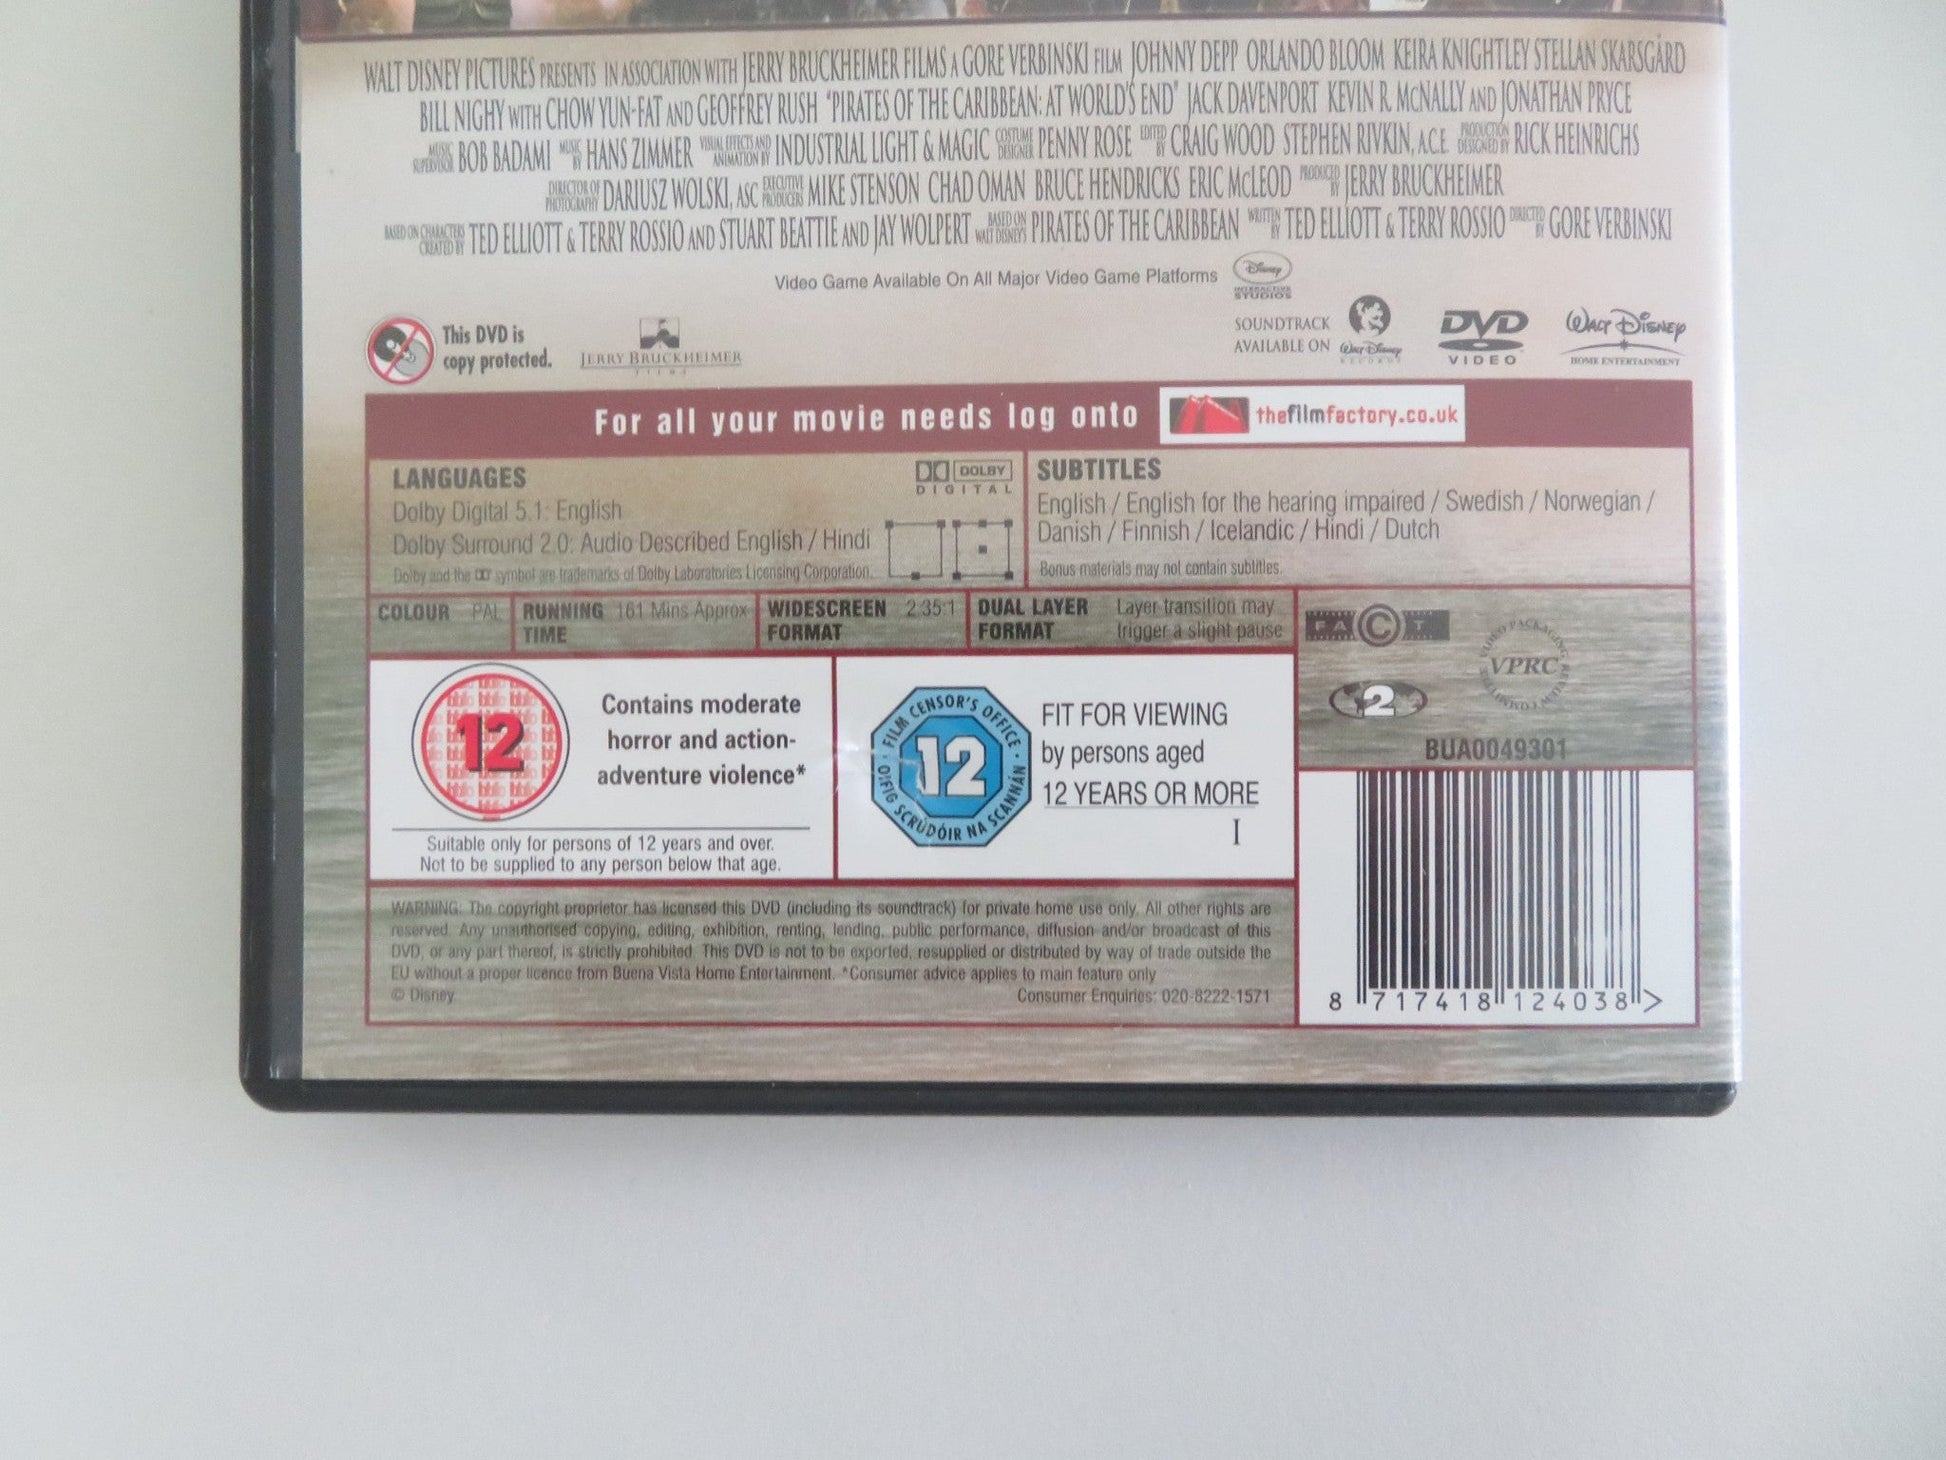 WALT DISNEY PICTURES PRESENTS IN ASSOCIATION WITH JERRY BRUCKHEIMER FILMS A GORE VERBINSKI FILM JOHNNY DEPP ORLANDO BLOOM KEIRA KNIGHTLEY STELLAN SKARSGÅRD
BILL NIGHY WITH CHOW YUN-FAT AND GEOFFREY RUSH "PIRATES OF THE CARIBBEAN: AT WORLD'S END" JACK DAVENPORT KEVIN R. McNALLY AND JONATHAN PRYCE
MUSIC SUPERVISOR BOB BADAMI MUSIC BY HANS ZIMMER VISUAL EFFECTS AND ANIMATION BY INDUSTRIAL LIGHT & MAGIC COSTUME DESIGNER PENNY ROSE EDITED BY CRAIG WOOD STEPHEN RIVKIN, A.C.E. PRODUCTION DESIGNED BY RICK HEINRICHS
DIRECTOR OF PHOTOGRAPHY DARIUSZ WOLSKI, ASC EXECUTIVE PRODUCERS MIKE STENSON CHAD OMAN BRUCE HENDRICKS ERIC McLEOD PRODUCED BY JERRY BRUCKHEIMER
BASED ON CHARACTERS CREATED BY TED ELLIOTT & TERRY ROSSIO AND STUART BEATTIE AND JAY WOLPERT BASED ON WALT DISNEY'S PIRATES OF THE CARIBBEAN WRITTEN BY TED ELLIOTT & TERRY ROSSIO DIRECTED BY GORE VERBINSKI
Video Game Available On All Major Video Game Platforms
Disney
INTERACTIVE
STUDIOS
This DVD is
copy protected.
JERRY BRUCKHEIMER
FILMS
SOUNDTRACK
AVAILABLE ON
Walt Disney
RECORDS
DVD
VIDEO
Walt Disney
HOME ENTERTAINMENT
For all your movie needs log onto thefilmfactory.co.uk
LANGUAGES
Dolby Digital 5.1: English
Dolby Surround 2.0: Audio Described English / Hindi
Dolby and the DD symbol are trademarks of Dolby Laboratories Licensing Corporation.
DOLBY
DIGITAL
SUBTITLES
English / English for the hearing impaired / Swedish / Norwegian /
Danish / Finnish / Icelandic / Hindi / Dutch
Bonus materials may not contain subtitles.
COLOUR PAL
RUNNING 161 Mins Approx
TIME
WIDESCREEN 2.35:1
FORMAT
DUAL LAYER Layer transition may
FORMAT trigger a slight pause
FACT
VIDEO PACKAGING REVIEW COMMITTEE
VPRC
2
BUA0049301
12
Contains moderate
horror and action-
adventure violence*
Suitable only for persons of 12 years and over.
Not to be supplied to any person below that age.
FILM CENSOR'S OFFICE · OIFIG SCRÚDÓIR NA SCANNÁN
12
FIT FOR VIEWING
by persons aged
12 YEARS OR MORE
I
WARNING: The copyright proprietor has licensed this DVD (including its soundtrack) for private home use only. All other rights are
reserved. Any unauthorised copying, editing, exhibition, renting, lending, public performance, diffusion and/or broadcast of this
DVD, or any part thereof, is strictly prohibited. This DVD is not to be exported, resupplied or distributed by way of trade outside the
EU without a proper licence from Buena Vista Home Entertainment. *Consumer advice applies to main feature only
© Disney
Consumer Enquiries: 020-8222-1571
8 717418 124038 >